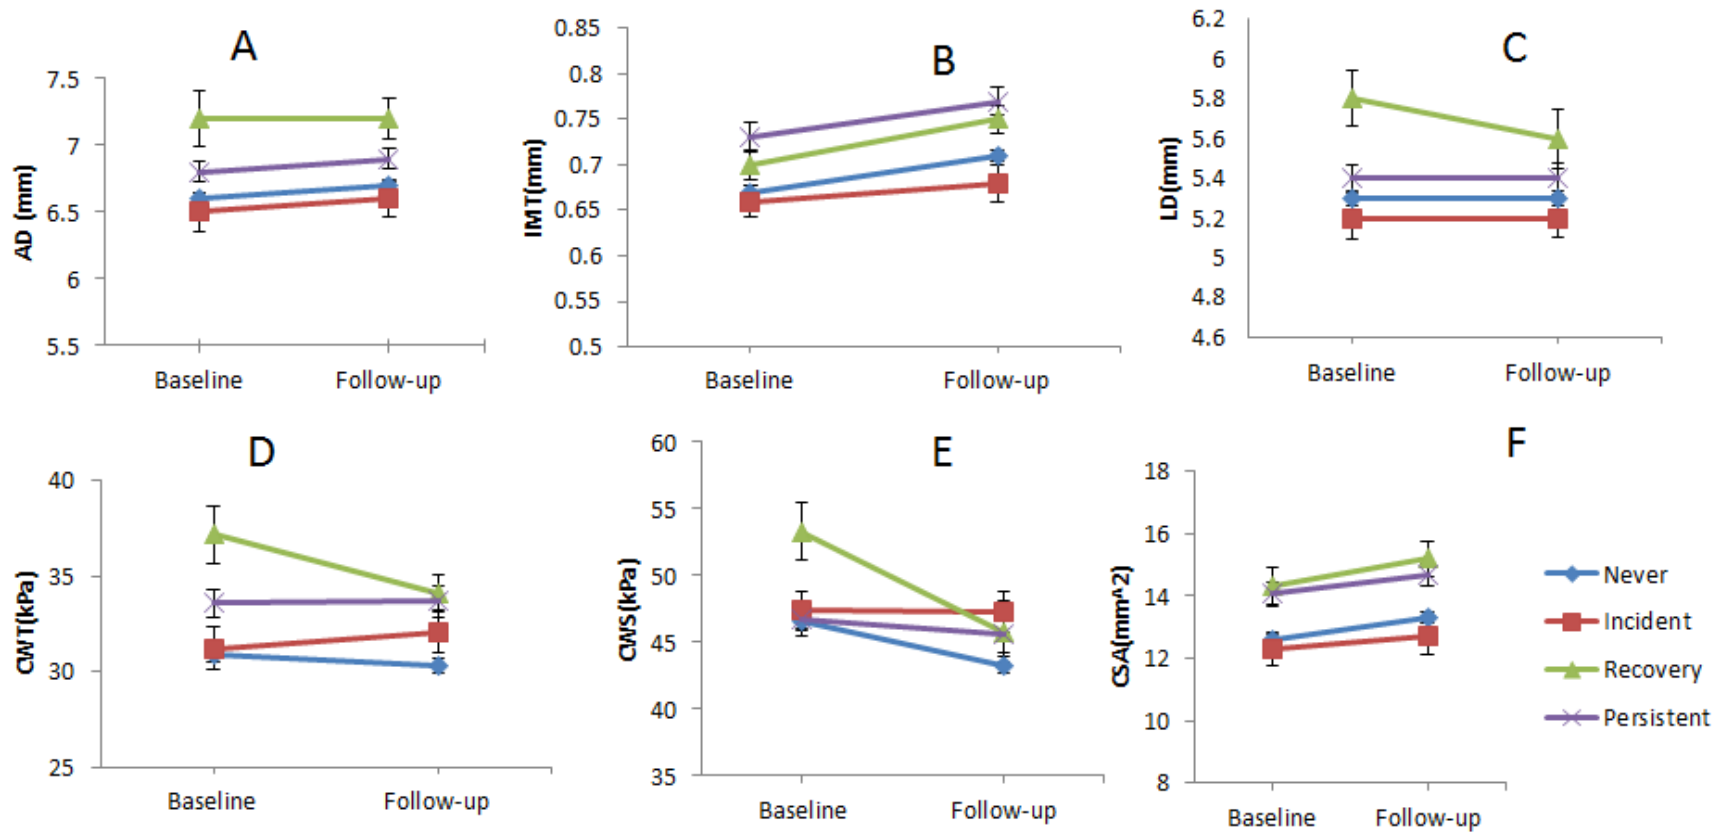 A
AD (mm)
7.5
7
6.5
6
5.5
Baseline Follow-up
B
IMT(mm)
0.85
0.8
0.75
0.7
0.65
0.6
0.55
0.5
Baseline Follow-up
C
LD(mm)
6.2
6
5.8
5.6
5.4
5.2
5
4.8
4.6
Baseline Follow-up
D
CWT(kPa)
40
35
30
25
Baseline Follow-up
E
CWS(kPa)
60
55
50
45
40
35
Baseline Follow-up
F
CSA(mm^2)
18
16
14
12
10
8
Baseline Follow-up
Never
Incident
Recovery
Persistent